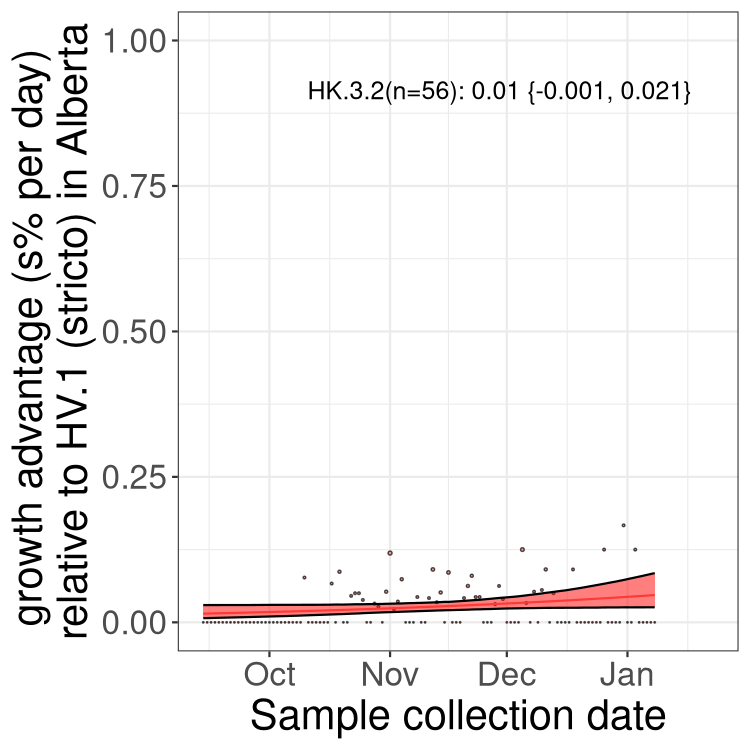 growth advantage (s% per day)
relative to HV.1 (stricto) in Alberta
1.00
0.75
0.50
0.25
0.00
HK.3.2(n=56): 0.01 {-0.001, 0.021}
Oct Nov Dec Jan
Sample collection date